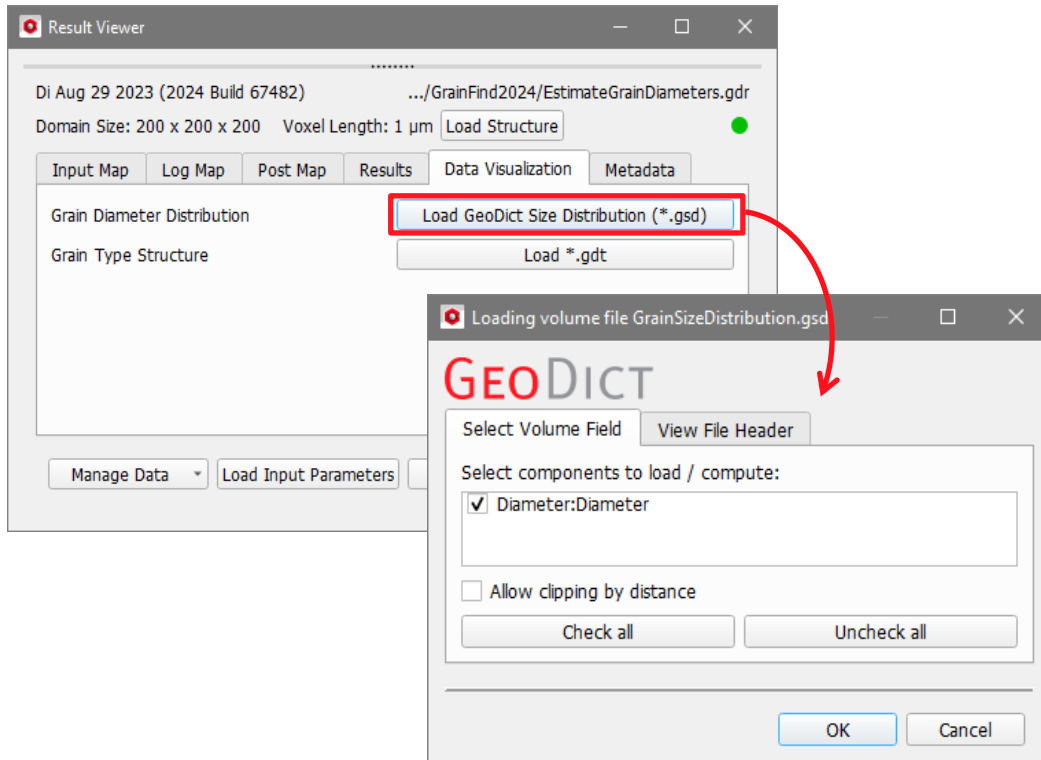 Result Viewer
Di Aug 29 2023 (2024 Build 67482) .../GrainFind2024/EstimateGrainDiameters.gdr
Domain Size: 200 x 200 x 200 Voxel Length: 1 µm Load Structure
Input Map Log Map Post Map Results Data Visualization Metadata
Grain Diameter Distribution Load GeoDict Size Distribution (*.gsd)
Grain Type Structure Load *.gdt
Manage Data Load Input Parameters
Loading volume file GrainSizeDistribution.gsd
GEODICT
Select Volume Field View File Header
Select components to load / compute:
Diameter:Diameter
Allow clipping by distance
Check all Uncheck all
OK Cancel